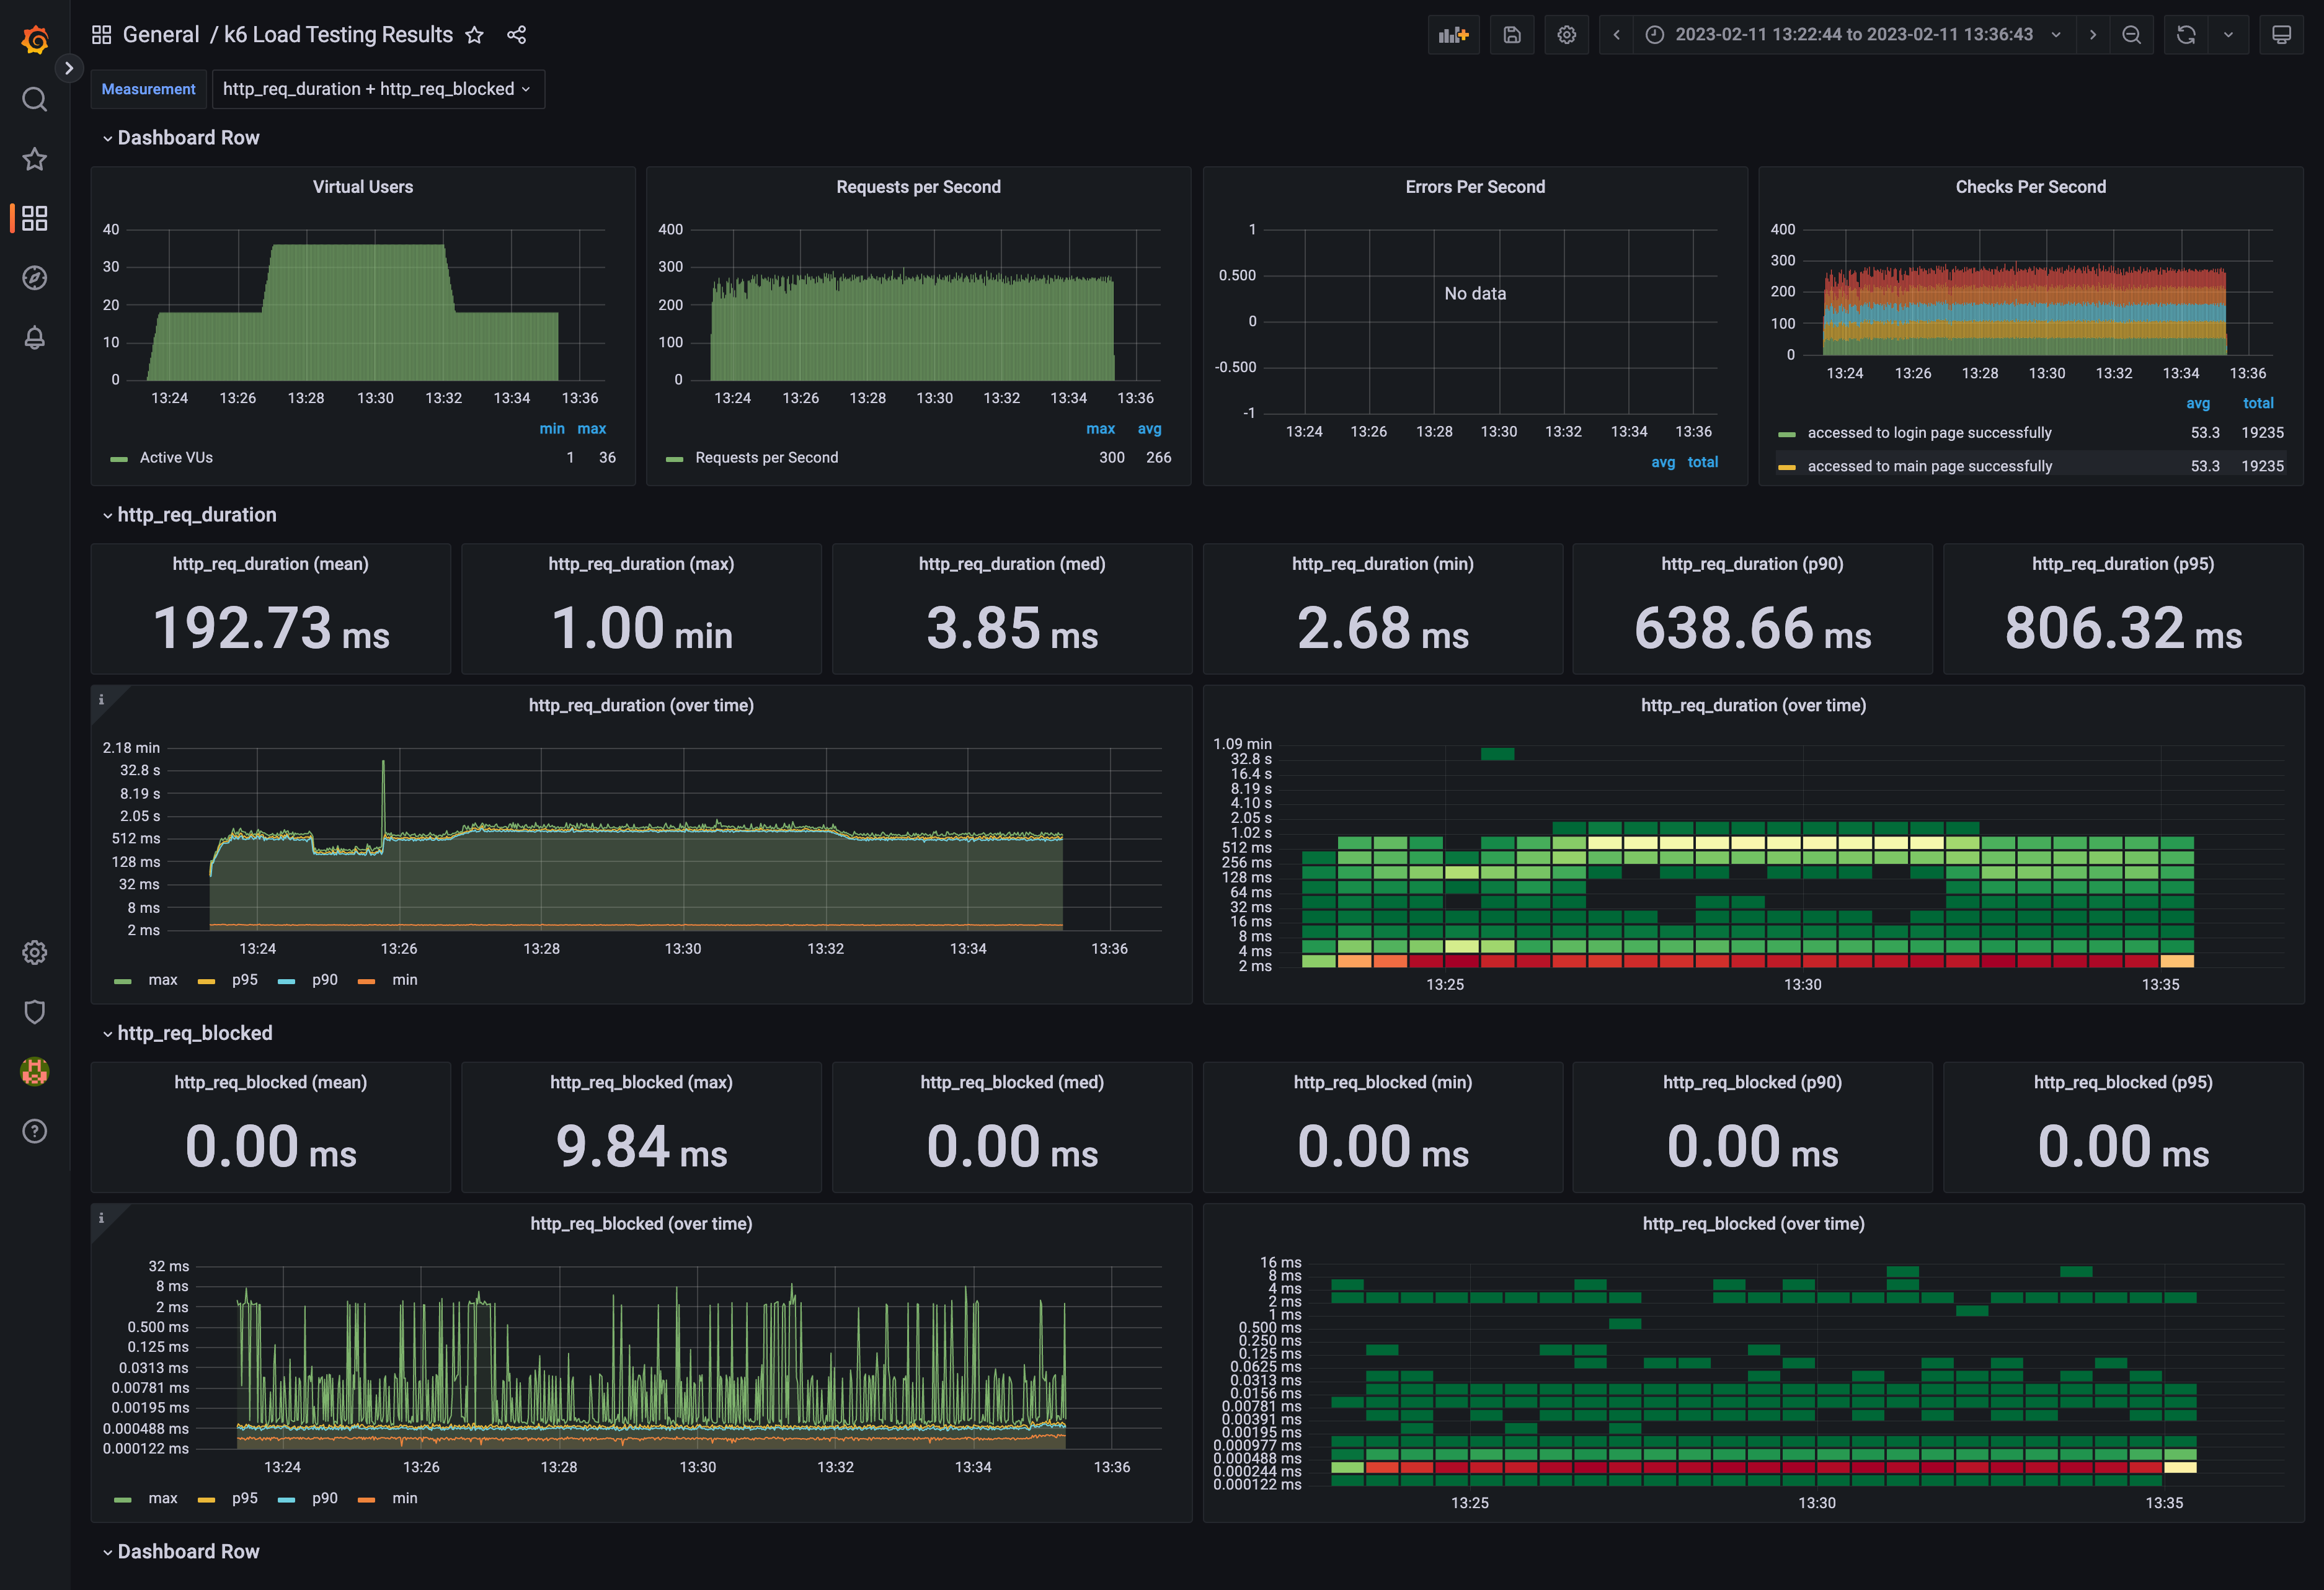 General / k6 Load Testing Results
2023-02-11 13:22:44 to 2023-02-11 13:36:43
Measurement
http_req_duration + http_req_blocked
Dashboard Row
Virtual Users
40
30
20
10
0
13:24 13:26 13:28 13:30 13:32 13:34 13:36
min max
Active VUs 1 36
Requests per Second
400
300
200
100
0
13:24 13:26 13:28 13:30 13:32 13:34 13:36
max avg
Requests per Second 300 266
Errors Per Second
1
0.500
0
-0.500
-1
No data
13:24 13:26 13:28 13:30 13:32 13:34 13:36
avg total
Checks Per Second
400
300
200
100
0
13:24 13:26 13:28 13:30 13:32 13:34 13:36
avg total
accessed to login page successfully 53.3 19235
accessed to main page successfully 53.3 19235
http_req_duration
http_req_duration (mean)
192.73 ms
http_req_duration (max)
1.00 min
http_req_duration (med)
3.85 ms
http_req_duration (min)
2.68 ms
http_req_duration (p90)
638.66 ms
http_req_duration (p95)
806.32 ms
http_req_duration (over time)
2.18 min
32.8 s
8.19 s
2.05 s
512 ms
128 ms
32 ms
8 ms
2 ms
13:24 13:26 13:28 13:30 13:32 13:34 13:36
max p95 p90 min
http_req_duration (over time)
1.09 min
32.8 s
16.4 s
8.19 s
4.10 s
2.05 s
1.02 s
512 ms
256 ms
128 ms
64 ms
32 ms
16 ms
8 ms
4 ms
2 ms
13:25 13:30 13:35
http_req_blocked
http_req_blocked (mean)
0.00 ms
http_req_blocked (max)
9.84 ms
http_req_blocked (med)
0.00 ms
http_req_blocked (min)
0.00 ms
http_req_blocked (p90)
0.00 ms
http_req_blocked (p95)
0.00 ms
http_req_blocked (over time)
32 ms
8 ms
2 ms
0.500 ms
0.125 ms
0.0313 ms
0.00781 ms
0.00195 ms
0.000488 ms
0.000122 ms
13:24 13:26 13:28 13:30 13:32 13:34 13:36
max p95 p90 min
http_req_blocked (over time)
16 ms
8 ms
4 ms
2 ms
1 ms
0.500 ms
0.250 ms
0.125 ms
0.0625 ms
0.0313 ms
0.0156 ms
0.00781 ms
0.00391 ms
0.00195 ms
0.000977 ms
0.000488 ms
0.000244 ms
0.000122 ms
13:25 13:30 13:35
Dashboard Row